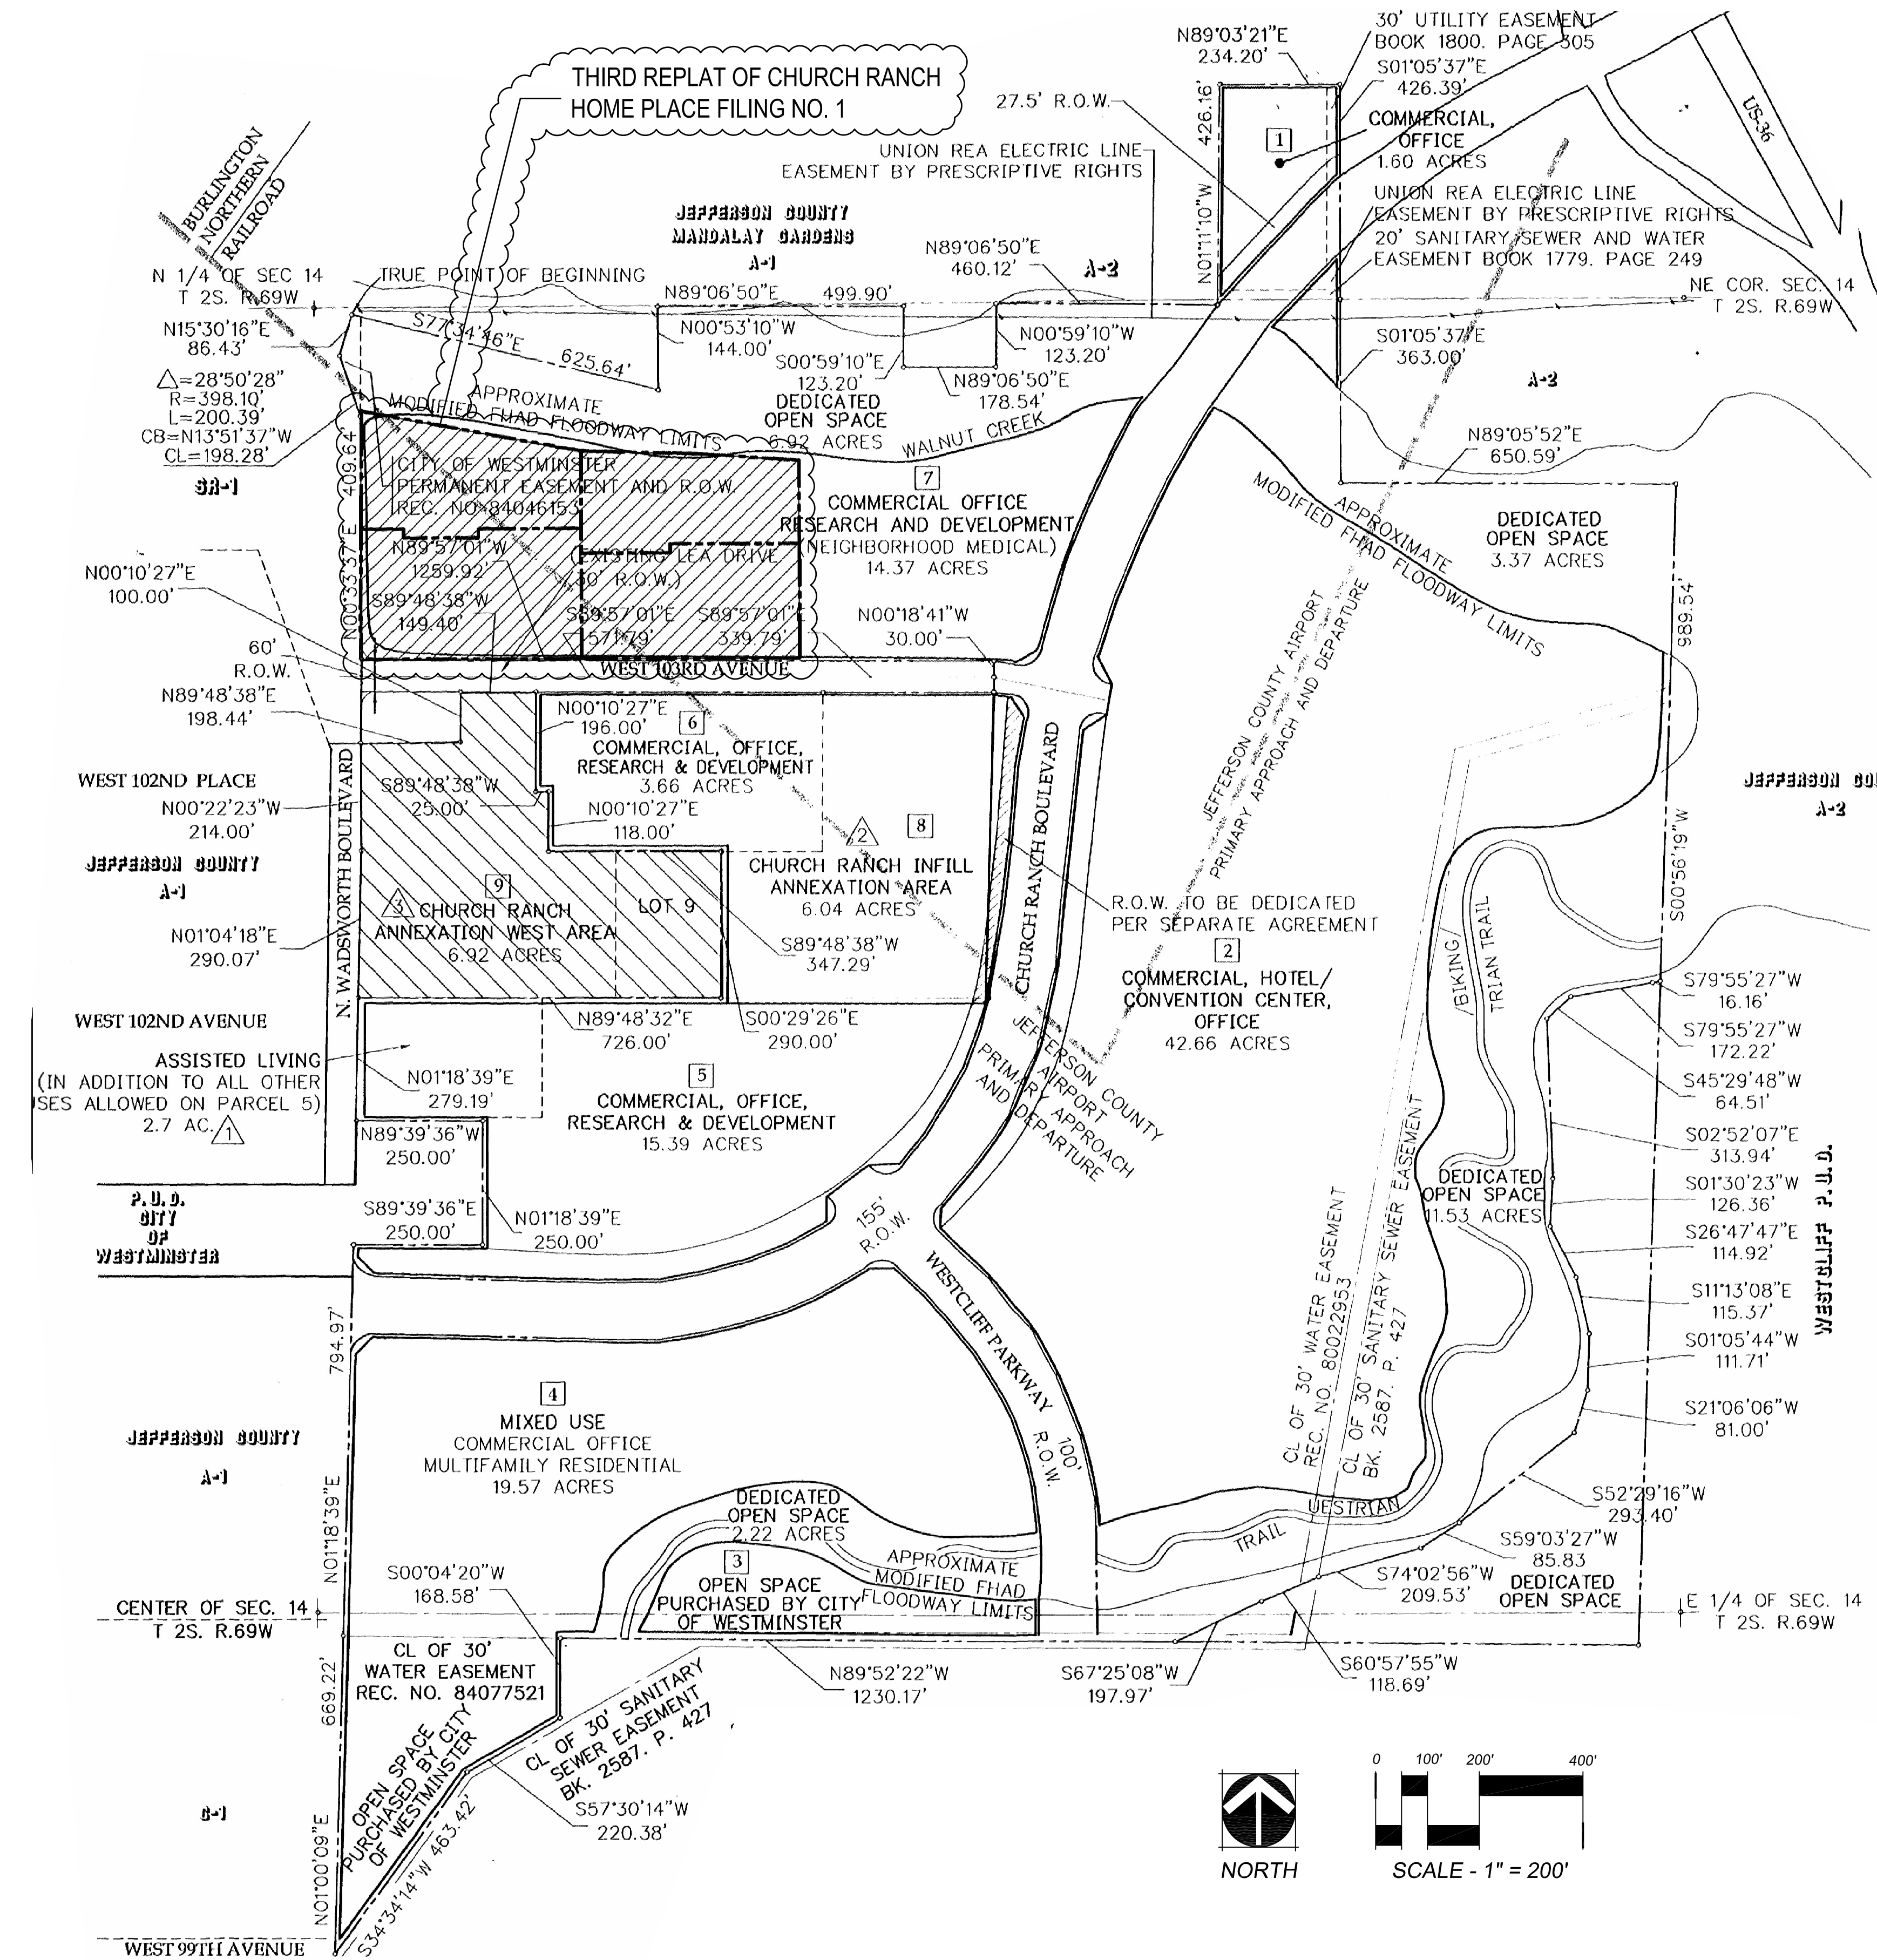 THIRD REPLAT OF CHURCH RANCH
HOME PLACE FILING NO. 1
N89°03'21"E
234.20'
30' UTILITY EASEMENT
BOOK 1800. PAGE 305
S01°05'37"E
426.39'
27.5' R.O.W.
426.16'
N01°11'10"W
1
COMMERCIAL,
OFFICE
1.60 ACRES
US-36
UNION REA ELECTRIC LINE
EASEMENT BY PRESCRIPTIVE RIGHTS
UNION REA ELECTRIC LINE
EASEMENT BY PRESCRIPTIVE RIGHTS
20' SANITARY SEWER AND WATER
EASEMENT BOOK 1779. PAGE 249
BURLINGTON
NORTHERN
RAILROAD
JEFFERSON COUNTY
MANDALAY GARDENS
A-1
N89°06'50"E
460.12'
A-2
N 1/4 OF SEC 14
T 2S. R.69W
TRUE POINT OF BEGINNING
N89°06'50"E 499.90'
NE COR. SEC. 14
T 2S. R.69W
N15°30'16"E
86.43'
S77°34'46"E 625.64'
N00°53'10"W
144.00'
S00°59'10"E
123.20'
N00°59'10"W
123.20'
N89°06'50"E
178.54'
S01°05'37"E
363.00'
A-2
△=28°50'28"
R=398.10'
L=200.39'
CB=N13°51'37"W
CL=198.28'
SR-1
APPROXIMATE
MODIFIED FHAD FLOODWAY LIMITS
DEDICATED
OPEN SPACE
6.92 ACRES
WALNUT CREEK
N89°05'52"E
650.59'
N00°33'37"E 409.64'
CITY OF WESTMINSTER
PERMANENT EASEMENT AND R.O.W.
REC. NO. 84046153
7
COMMERCIAL OFFICE
RESEARCH AND DEVELOPMENT
(NEIGHBORHOOD MEDICAL)
14.37 ACRES
APPROXIMATE
MODIFIED FHAD FLOODWAY LIMITS
DEDICATED
OPEN SPACE
3.37 ACRES
N89°57'01"W
1259.92'
(EXISTING LEA DRIVE
60' R.O.W.)
N00°10'27"E
100.00'
S89°48'38"W
149.40'
S89°57'01"E
571.79'
S89°57'01"E
339.79'
N00°18'41"W
30.00'
989.54'
60'
R.O.W.
WEST 103RD AVENUE
N89°48'38"E
198.44'
N00°10'27"E
196.00'
6
COMMERCIAL, OFFICE,
RESEARCH & DEVELOPMENT
3.66 ACRES
JEFFERSON COUNTY AIRPORT
PRIMARY APPROACH AND DEPARTURE
WEST 102ND PLACE
N00°22'23"W
214.00'
N. WADSWORTH BOULEVARD
S89°48'38"W
25.00'
N00°10'27"E
118.00'
CHURCH RANCH BOULEVARD
JEFFERSON COU
A-2
JEFFERSON COUNTY
A-1
2
8
CHURCH RANCH INFILL
ANNEXATION AREA
6.04 ACRES
9
3
CHURCH RANCH
ANNEXATION WEST AREA
6.92 ACRES
LOT 9
R.O.W. TO BE DEDICATED
PER SEPARATE AGREEMENT
S00°56'19"W
N01°04'18"E
290.07'
S89°48'38"W
347.29'
2
COMMERCIAL, HOTEL/
CONVENTION CENTER,
OFFICE
42.66 ACRES
/BIKING
TRIAN TRAIL
S79°55'27"W
16.16'
WEST 102ND AVENUE
N89°48'32"E
726.00'
S00°29'26"E
290.00'
S79°55'27"W
172.22'
JEFFERSON COUNTY
AIRPORT
PRIMARY APPROACH
AND DEPARTURE
ASSISTED LIVING
(IN ADDITION TO ALL OTHER
SES ALLOWED ON PARCEL 5)
2.7 AC.
1
N01°18'39"E
279.19'
5
COMMERCIAL, OFFICE,
RESEARCH & DEVELOPMENT
15.39 ACRES
S45°29'48"W
64.51'
N89°39'36"W
250.00'
S02°52'07"E
313.94'
P.U.D.
CITY
OF
WESTMINSTER
S89°39'36"E
250.00'
N01°18'39"E
250.00'
155'
R.O.W.
DEDICATED
OPEN SPACE
11.53 ACRES
S01°30'23"W
126.36'
S26°47'47"E
114.92'
WESTCLIFF P.U.D.
WESTCLIFF PARKWAY
CL OF 30' WATER EASEMENT
REC. NO. 80022953
CL OF 30' SANITARY SEWER EASEMENT
BK. 2587. P. 427
S11°13'08"E
115.37'
S01°05'44"W
111.71'
794.97'
S21°06'06"W
81.00'
4
MIXED USE
COMMERCIAL OFFICE
MULTIFAMILY RESIDENTIAL
19.57 ACRES
100'
R.O.W.
JEFFERSON COUNTY
A-1
N01°18'39"E
DEDICATED
OPEN SPACE
2.22 ACRES
UESTRIAN
TRAIL
S52°29'16"W
293.40'
S59°03'27"W
85.83
3
OPEN SPACE
PURCHASED BY CITY
OF WESTMINSTER
APPROXIMATE
MODIFIED FHAD
FLOODWAY LIMITS
S00°04'20"W
168.58'
S74°02'56"W
209.53'
DEDICATED
OPEN SPACE
CENTER OF SEC. 14
T 2S. R.69W
E 1/4 OF SEC. 14
T 2S. R.69W
CL OF 30'
WATER EASEMENT
REC. NO. 84077521
N89°52'22"W
1230.17'
S67°25'08"W
197.97'
S60°57'55"W
118.69'
669.22'
OPEN SPACE
PURCHASED BY CITY
OF WESTMINSTER
CL OF 30' SANITARY
SEWER EASEMENT
BK. 2587. P. 427
S57°30'14"W
220.38'
C-1
N01°00'09"E
S34°34'14"W 463.42'
WEST 99TH AVENUE
0 100' 200' 400'
NORTH
SCALE - 1" = 200'